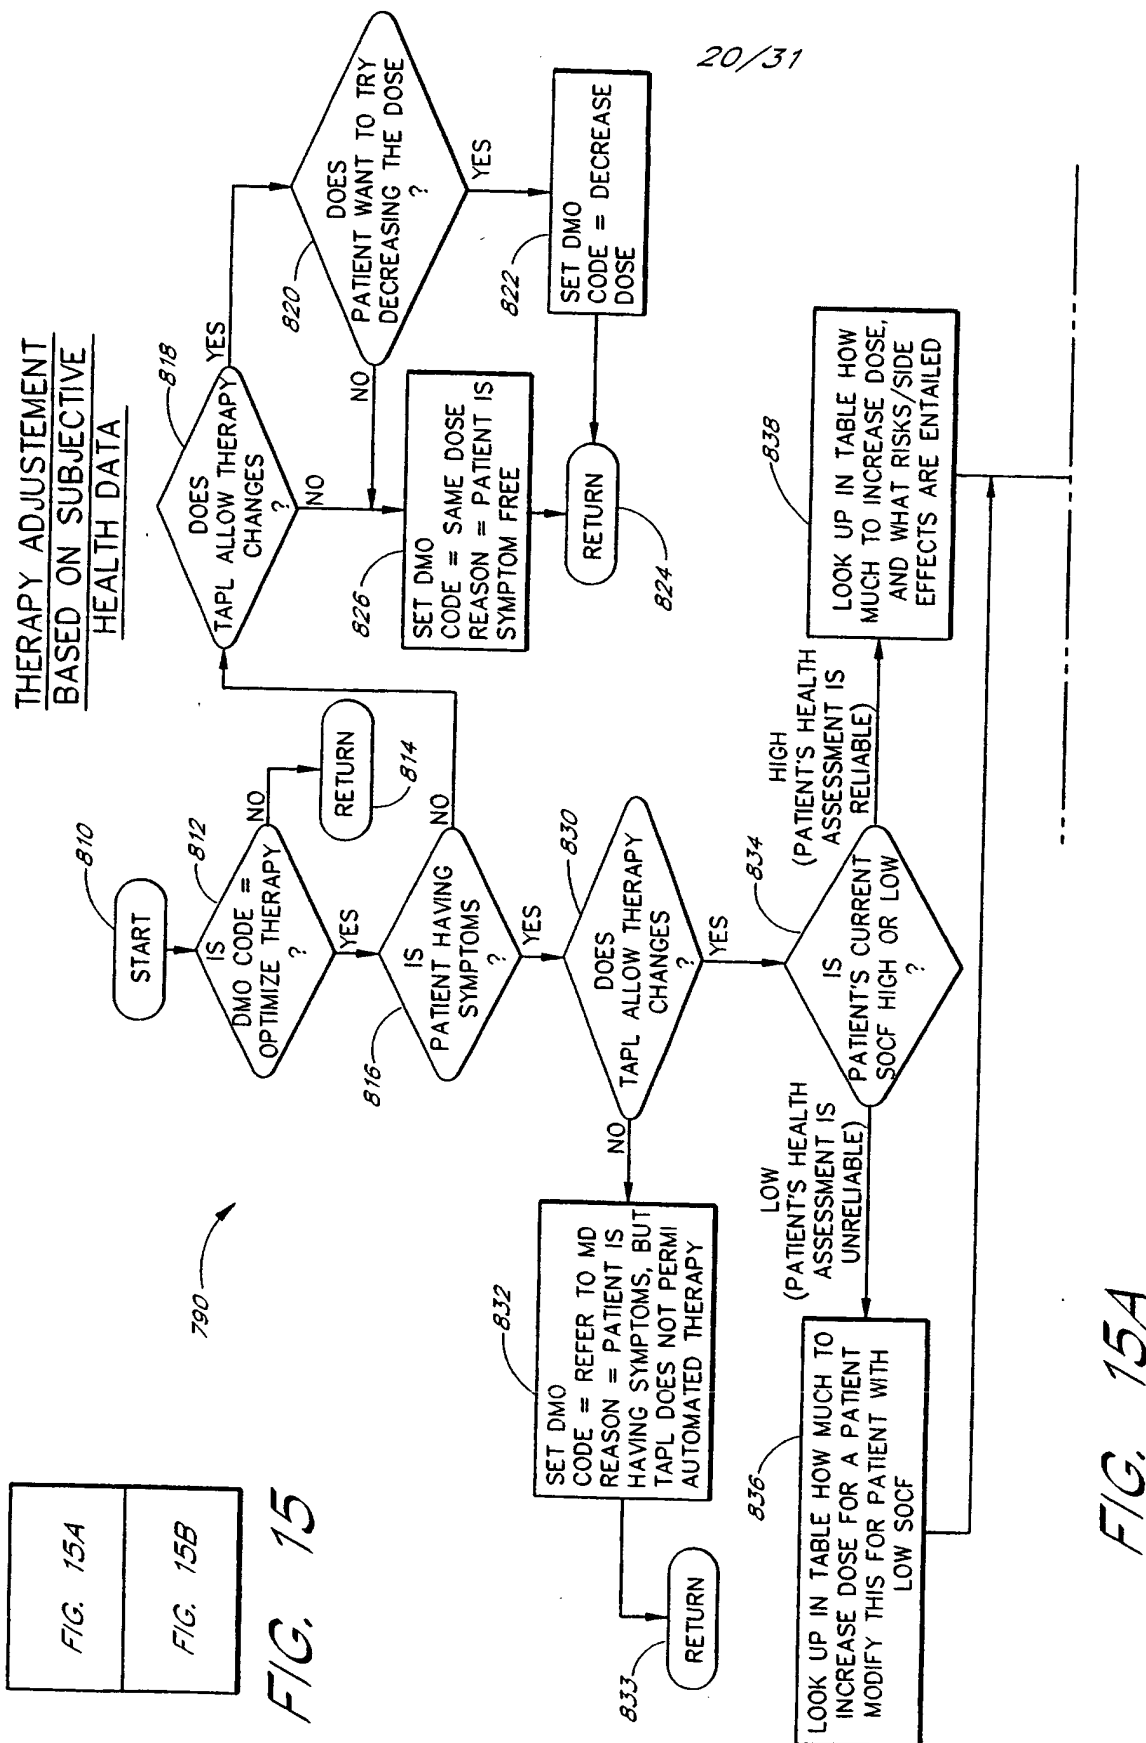 20/31
THERAPY ADJUSTEMENT
BASED ON SUBJECTIVE
HEALTH DATA
FIG. 15A
FIG. 15B
FIG. 15
790
810
START
812
IS
DMO CODE =
OPTIMIZE THERAPY
?
NO
RETURN
814
YES
816
IS
PATIENT HAVING
SYMPTOMS
?
NO
YES
818
DOES
TAPL ALLOW THERAPY
CHANGES
?
YES
NO
820
DOES
PATIENT WANT TO TRY
DECREASING THE DOSE
?
NO
YES
822
SET DMO
CODE = DECREASE
DOSE
826
SET DMO
CODE = SAME DOSE
REASON = PATIENT IS
SYMPTOM FREE
RETURN
824
830
DOES
TAPL ALLOW THERAPY
CHANGES
?
NO
YES
832
SET DMO
CODE = REFER TO MD
REASON = PATIENT IS
HAVING SYMPTOMS, BUT
TAPL DOES NOT PERMI
AUTOMATED THERAPY
833
RETURN
834
IS
PATIENT'S CURRENT
SOCF HIGH OR LOW
?
LOW
(PATIENT'S HEALTH
ASSESSMENT IS
UNRELIABLE)
HIGH
(PATIENT'S HEALTH
ASSESSMENT IS
RELIABLE)
836
LOOK UP IN TABLE HOW MUCH TO
INCREASE DOSE FOR A PATIENT
MODIFY THIS FOR PATIENT WITH
LOW SOCF
838
LOOK UP IN TABLE HOW
MUCH TO INCREASE DOSE,
AND WHAT RISKS/SIDE
EFFECTS ARE ENTAILED
FIG. 15A